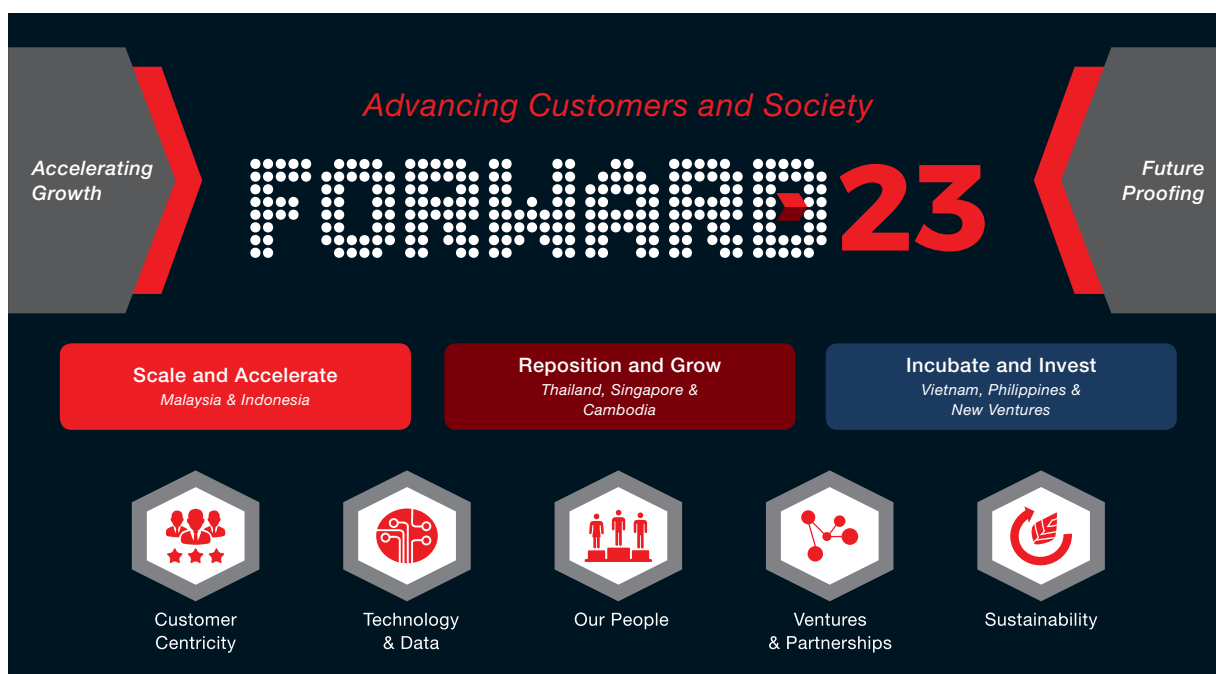 Advancing Customers and Society
Accelerating
Growth
FORWARD23
Future
Proofing
Scale and Accelerate
Malaysia & Indonesia
Reposition and Grow
Thailand, Singapore &
Cambodia
Incubate and Invest
Vietnam, Philippines &
New Ventures
Customer
Centricity
Technology
& Data
Our People
Ventures
& Partnerships
Sustainability